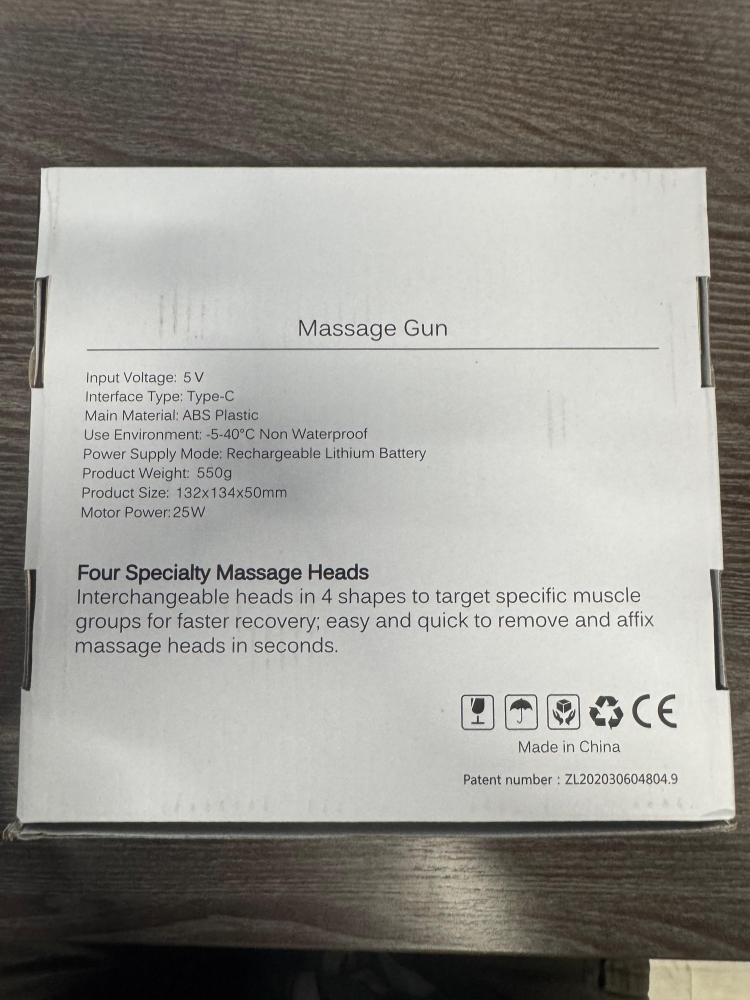 Massage Gun
Input Voltage: 5 V
Interface Type: Type-C
Main Material: ABS Plastic
Use Environment: -5-40°C Non Waterproof
Power Supply Mode: Rechargeable Lithium Battery
Product Weight: 550g
Product Size: 132x134x50mm
Motor Power: 25W
Four Specialty Massage Heads
Interchangeable heads in 4 shapes to target specific muscle
groups for faster recovery; easy and quick to remove and affix
massage heads in seconds.
CE
Made in China
Patent number : ZL202030604804.9